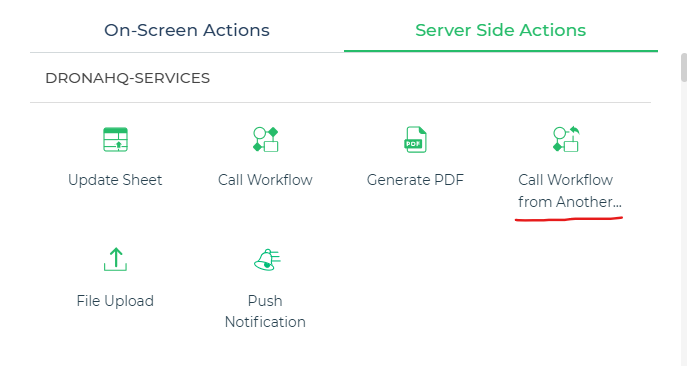 On-Screen Actions
Server Side Actions
DRONAHQ-SERVICES
Update Sheet
Call Workflow
PDF
Generate PDF
Call Workflow
from Another...
File Upload
Push
Notification